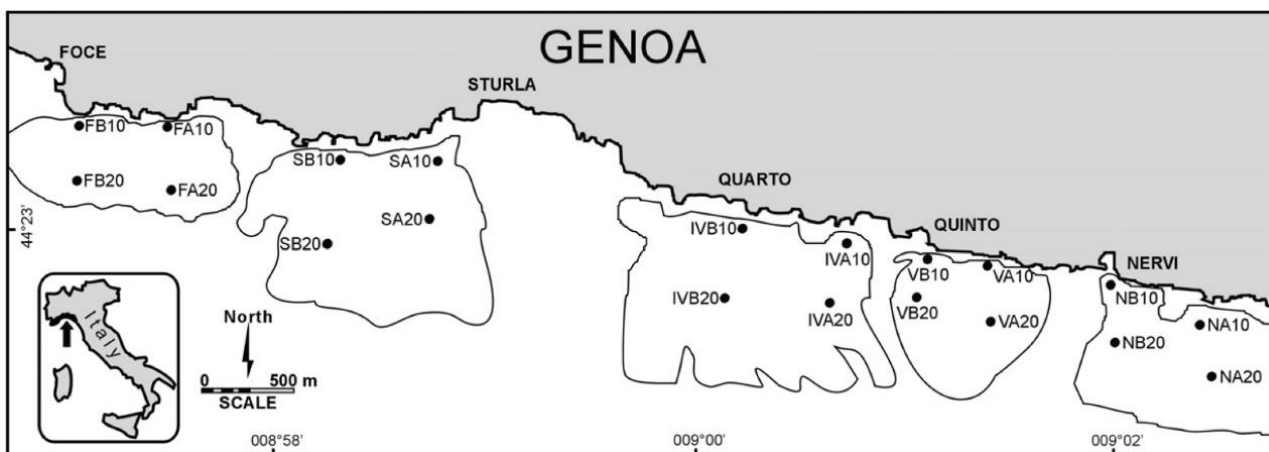 GENOA
FOCE
STURLA
FB10
FA10
SB10
SA10
FB20
FA20
QUARTO
SA20
QUINTO
44°23'
IVB10
SB20
IVA10
NERVI
VB10
VA10
NB10
IVB20
VB20
IVA20
VA20
NA10
North
NB20
Italy
NA20
0 500 m
SCALE
008°58'
009°00'
009°02'